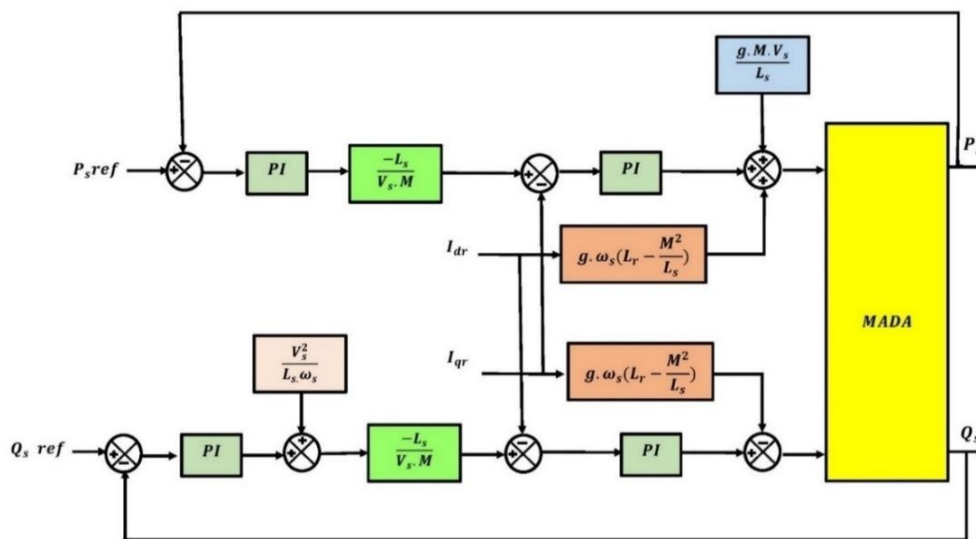 g.M.V_s
L_s
P_sref
PI
-L_s
V_s.M
PI
P_s
I_dr
g.ω_s(L_r - M^2
L_s)
MADA
I_qr
g.ω_s(L_r - M^2
L_s)
V_s^2
L_s.ω_s
Q_s ref
PI
-L_s
V_s.M
PI
Q_s